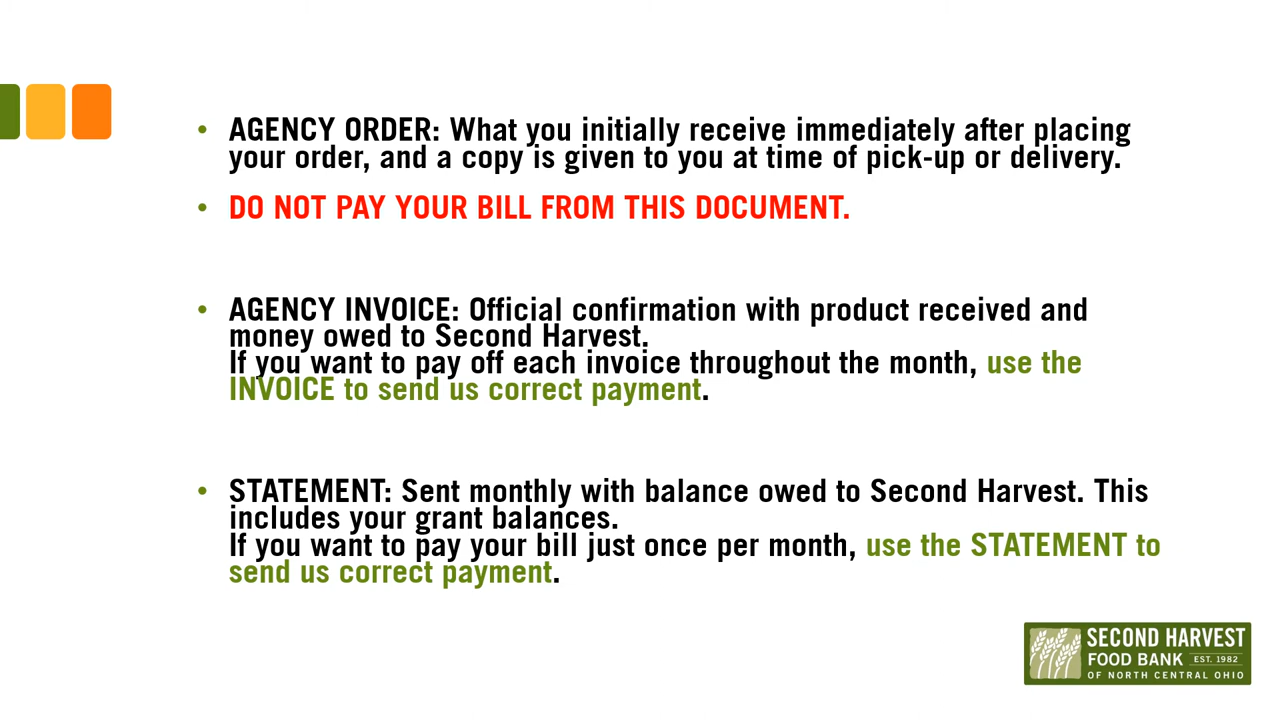 • AGENCY ORDER: What you initially receive immediately after placing
your order, and a copy is given to you at time of pick-up or delivery.
• DO NOT PAY YOUR BILL FROM THIS DOCUMENT.
• AGENCY INVOICE: Official confirmation with product received and
money owed to Second Harvest.
If you want to pay off each invoice throughout the month, use the
INVOICE to send us correct payment.
• STATEMENT: Sent monthly with balance owed to Second Harvest. This
includes your grant balances.
If you want to pay your bill just once per month, use the STATEMENT to
send us correct payment.
SECOND HARVEST
FOOD BANK EST. 1982
OF NORTH CENTRAL OHIO